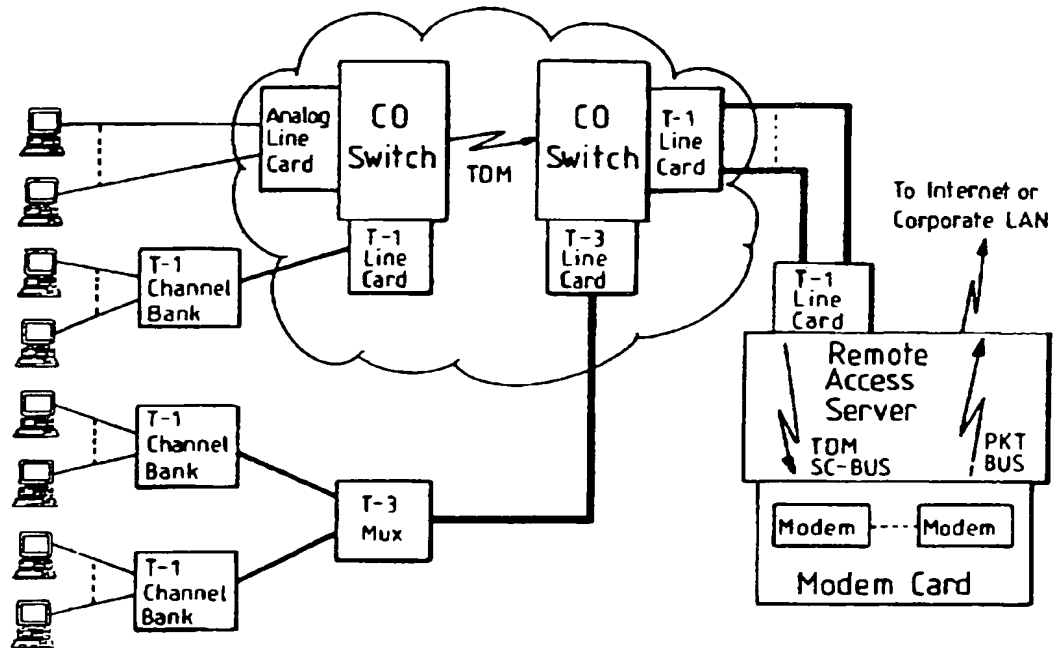 Analog
Line
Card
CO
Switch
TDM
CO
Switch
T-1
Line
Card
To Internet or
Corporate LAN
T-1
Line
Card
T-3
Line
Card
T-1
Channel
Bank
T-1
Line
Card
Remote
Access
Server
TDM
SC-BUS
PKT
BUS
T-1
Channel
Bank
T-3
Mux
Modem
Modem
Modem Card
T-1
Channel
Bank